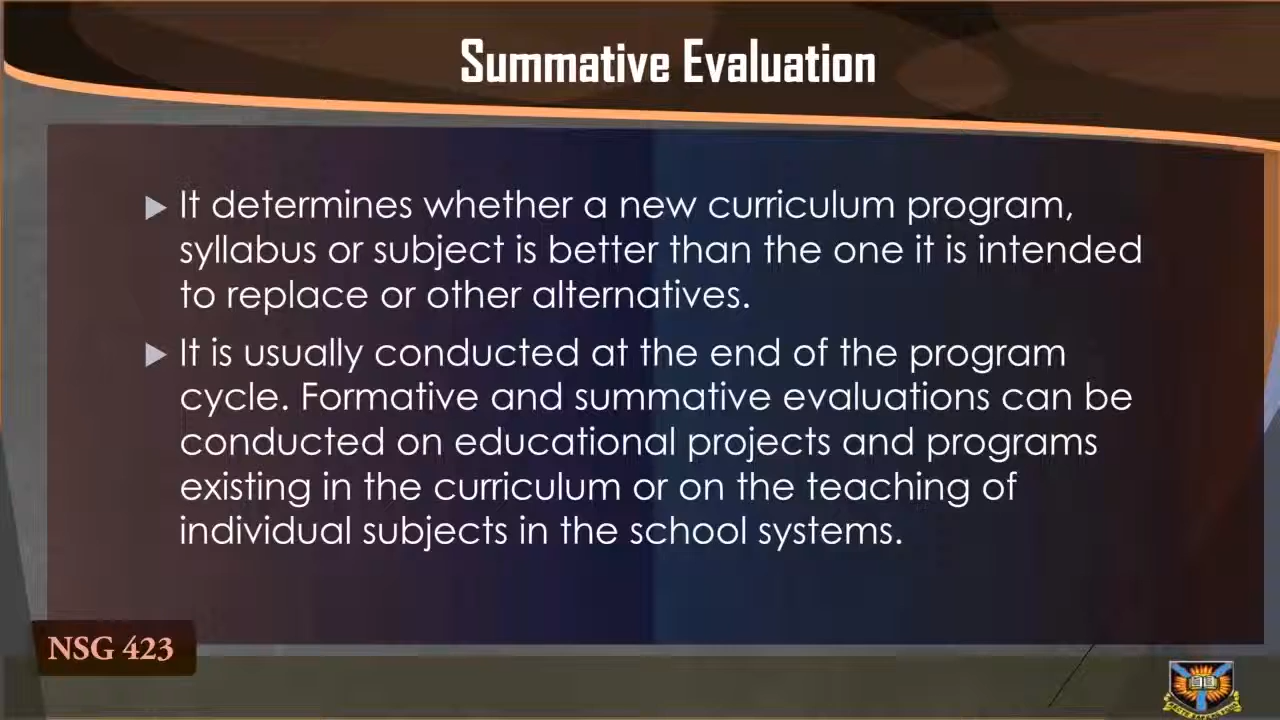 Summative Evaluation
It determines whether a new curriculum program,
syllabus or subject is better than the one it is intended
to replace or other alternatives.
It is usually conducted at the end of the program
cycle. Formative and summative evaluations can be
conducted on educational projects and programs
existing in the curriculum or on the teaching of
individual subjects in the school systems.
NSG 423